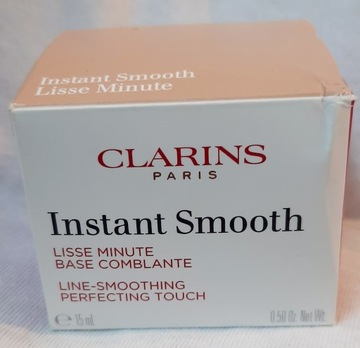 Instant Smooth
Lisse Minute
CLARINS
PARIS
Instant Smooth
LISSE MINUTE
BASE COMBLANTE
LINE-SMOOTHING
PERFECTING TOUCH
℮ 15 mL 0.50 Oz. Net Wt.